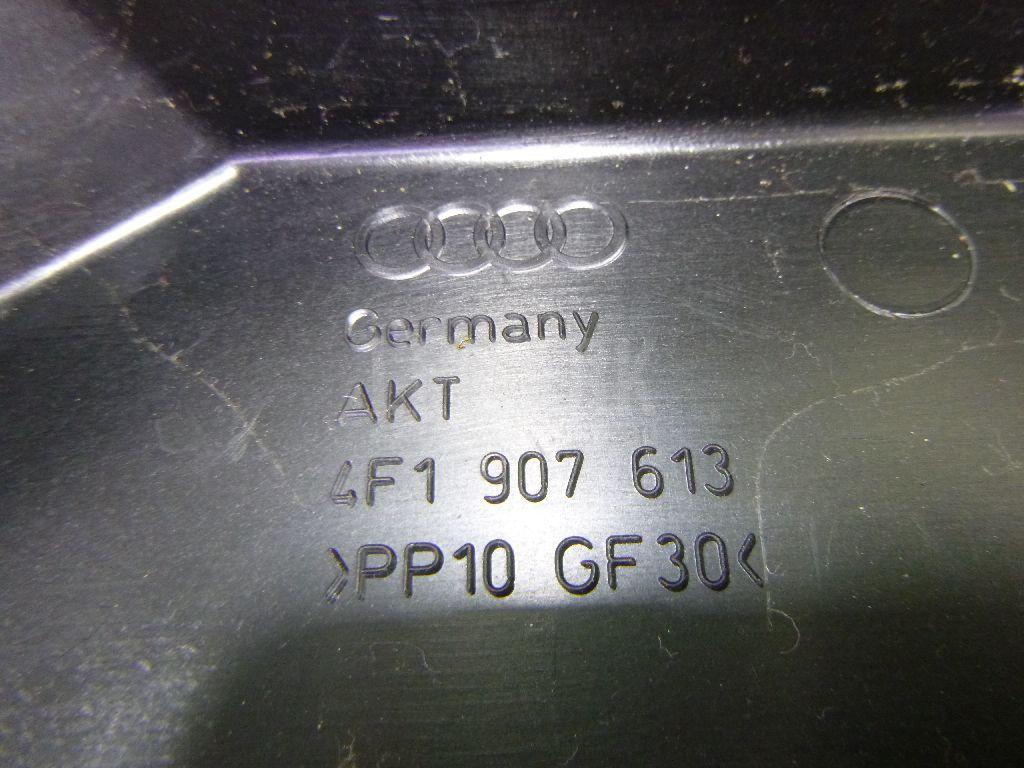 Germany
AKT
4F1 907 613
>PP10 GF30<